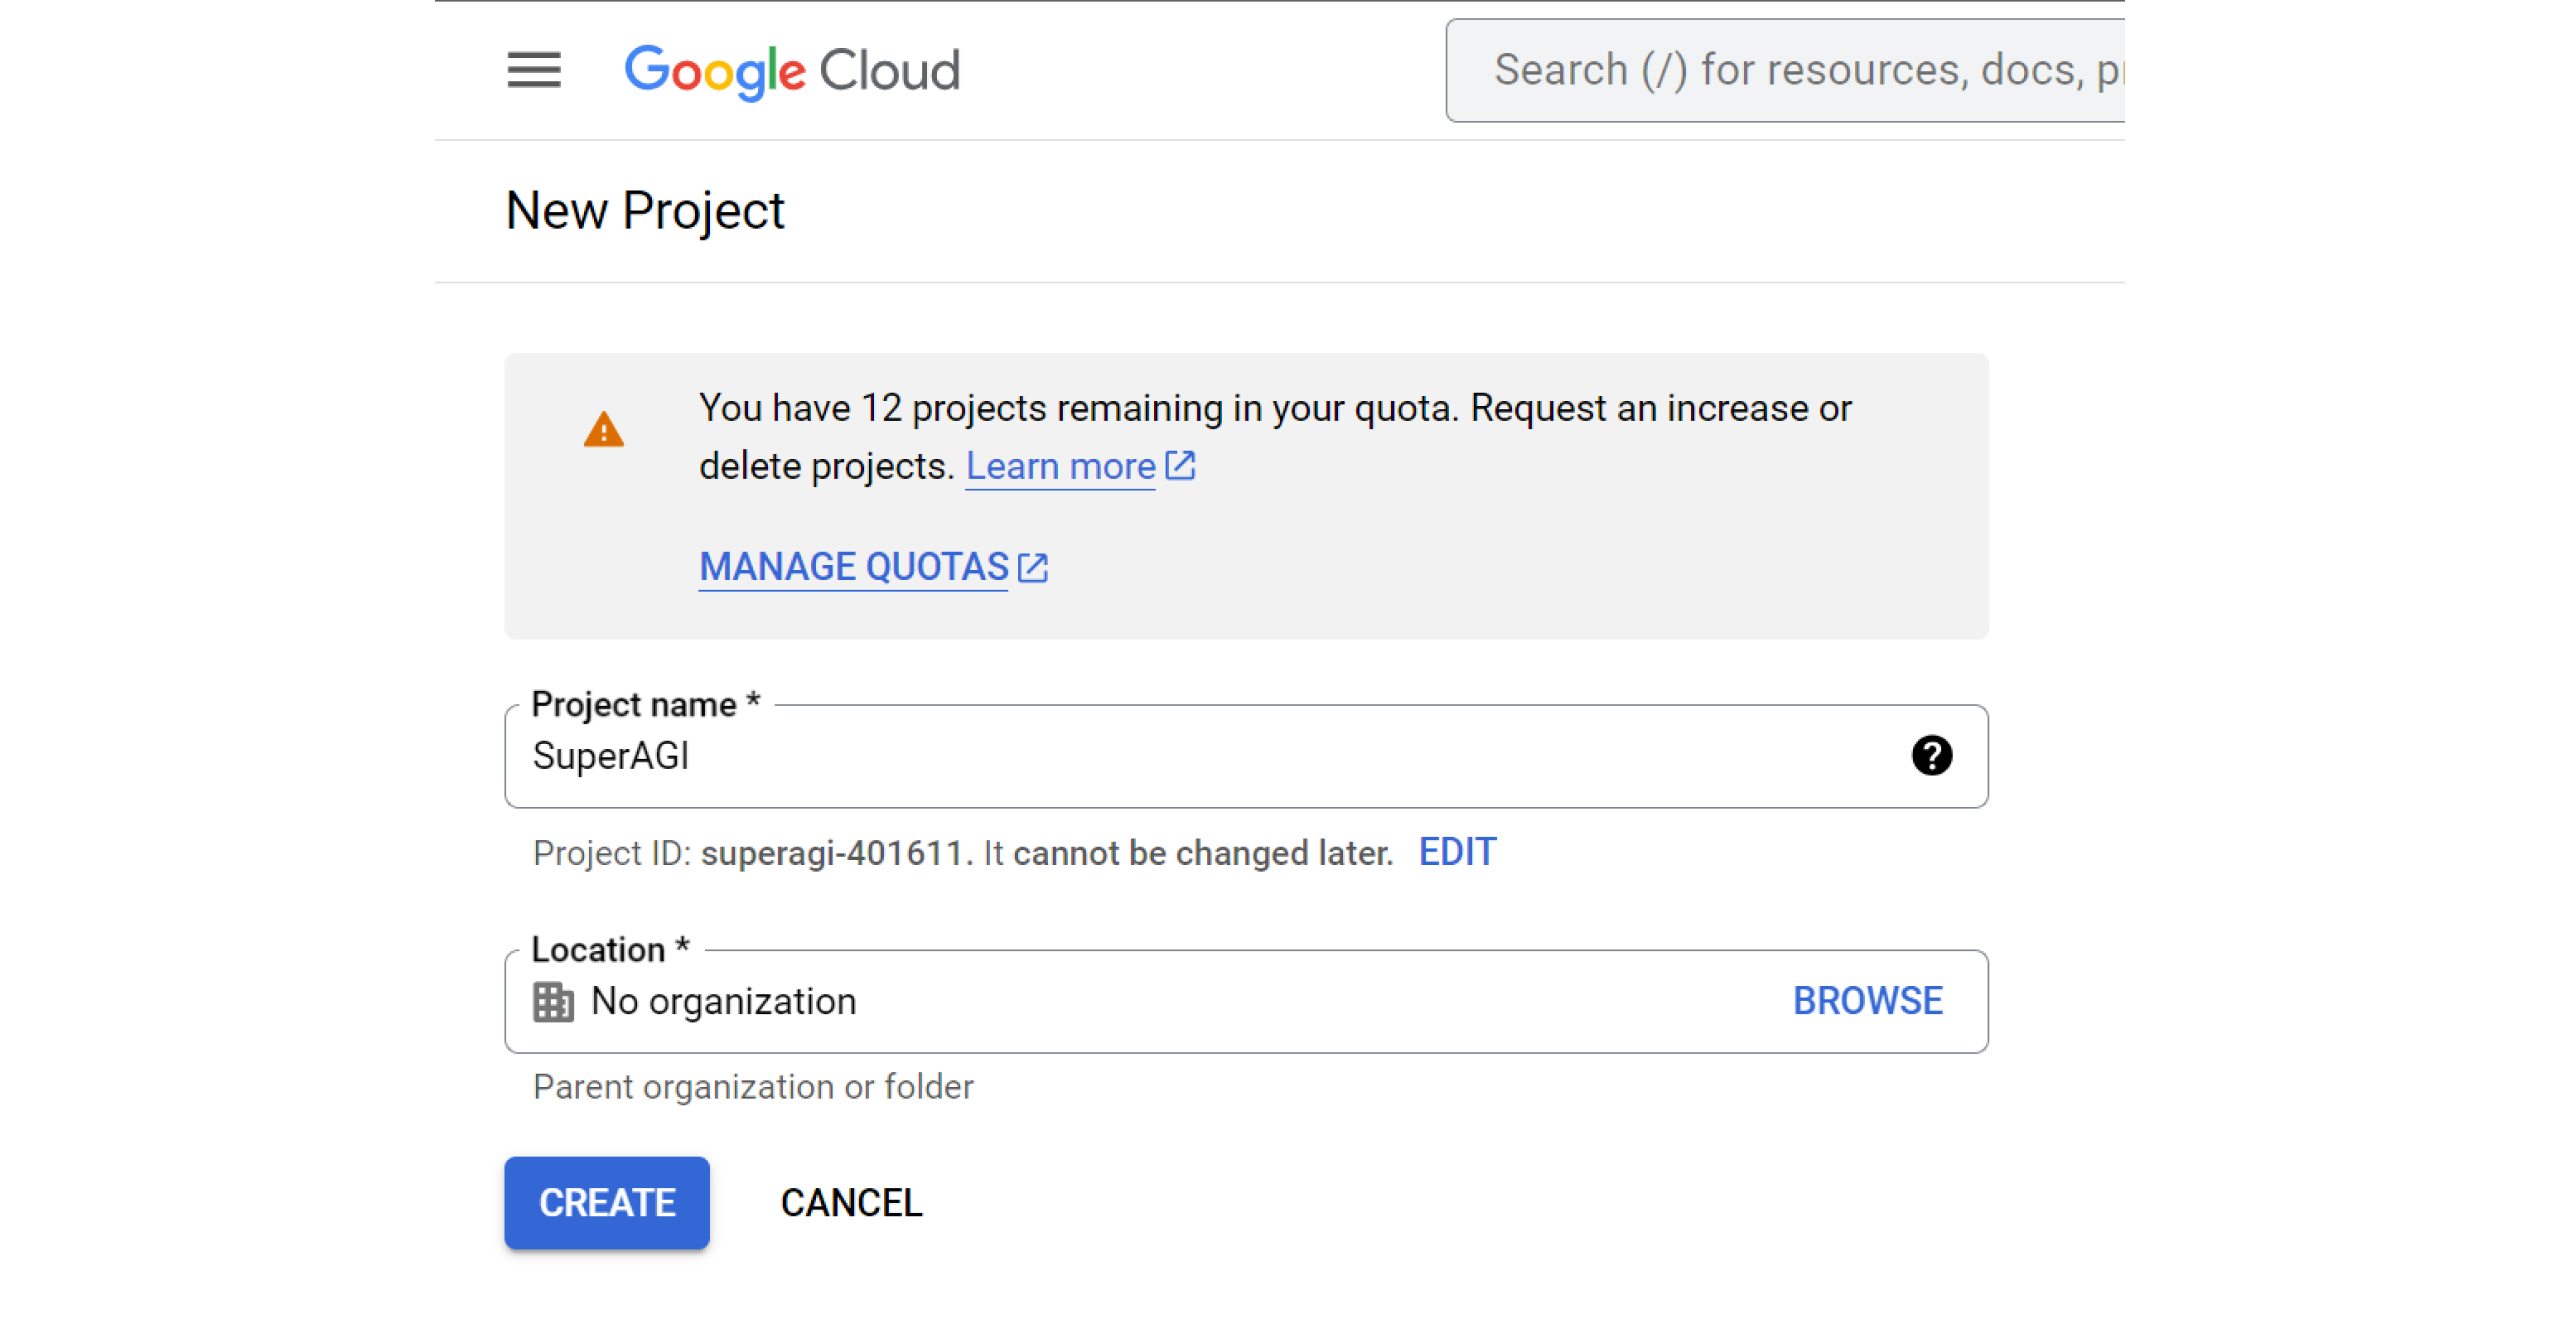 Google Cloud
Search (/) for resources, docs,
New Project
You have 12 projects remaining in your quota. Request an increase or
delete projects. Learn more
MANAGE QUOTAS
Project name *
SuperAGI
Project ID: superagi-401611. It cannot be changed later. EDIT
Location *
No organization BROWSE
Parent organization or folder
CREATE CANCEL